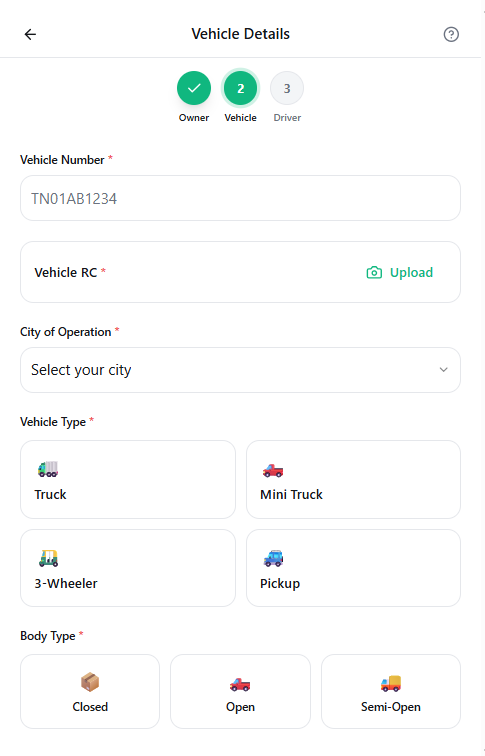 Vehicle Details
2
3
Owner
Vehicle
Driver
Vehicle Number *
TN01AB1234
Vehicle RC *
Upload
City of Operation *
Select your city
Vehicle Type *
Truck
Mini Truck
3-Wheeler
Pickup
Body Type *
Closed
Open
Semi-Open